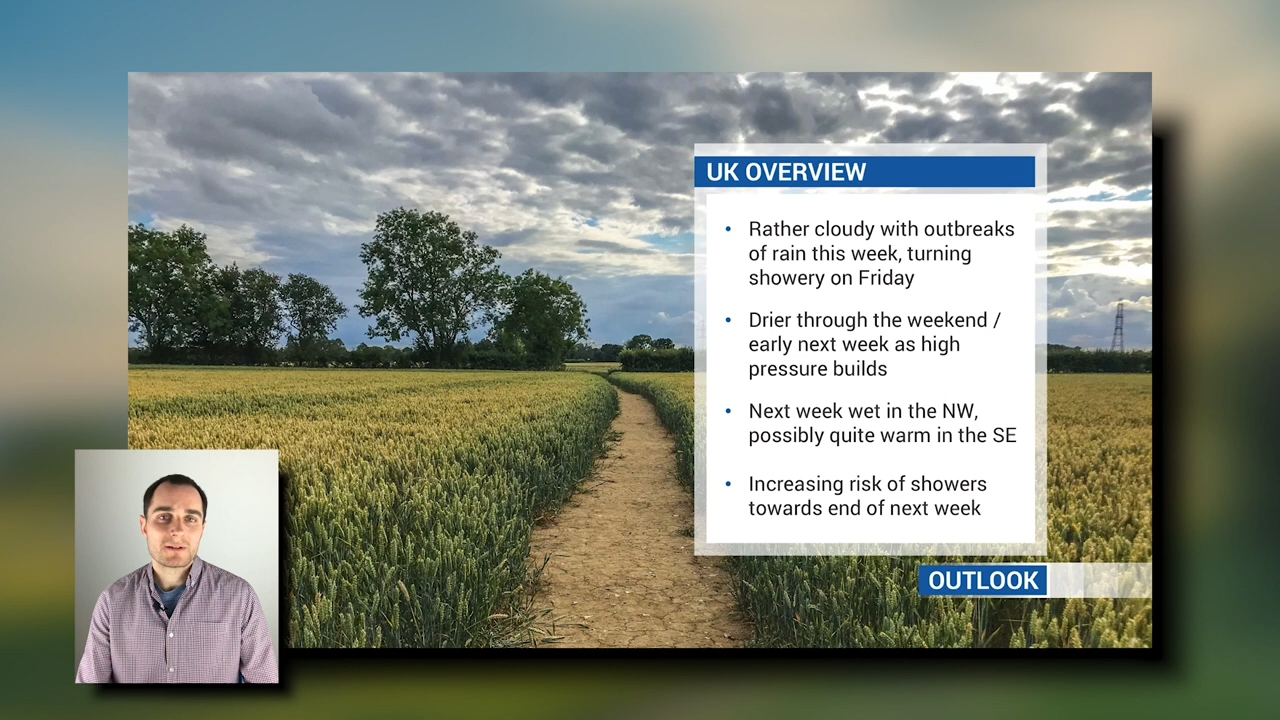 UK OVERVIEW
• Rather cloudy with outbreaks
of rain this week, turning
showery on Friday
• Drier through the weekend /
early next week as high
pressure builds
• Next week wet in the NW,
possibly quite warm in the SE
• Increasing risk of showers
towards end of next week
OUTLOOK